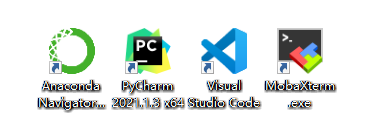 PC
>_
Anaconda
Navigator...
PyCharm
2021.1.3 x64
Visual
Studio Code
MobaXterm
.exe